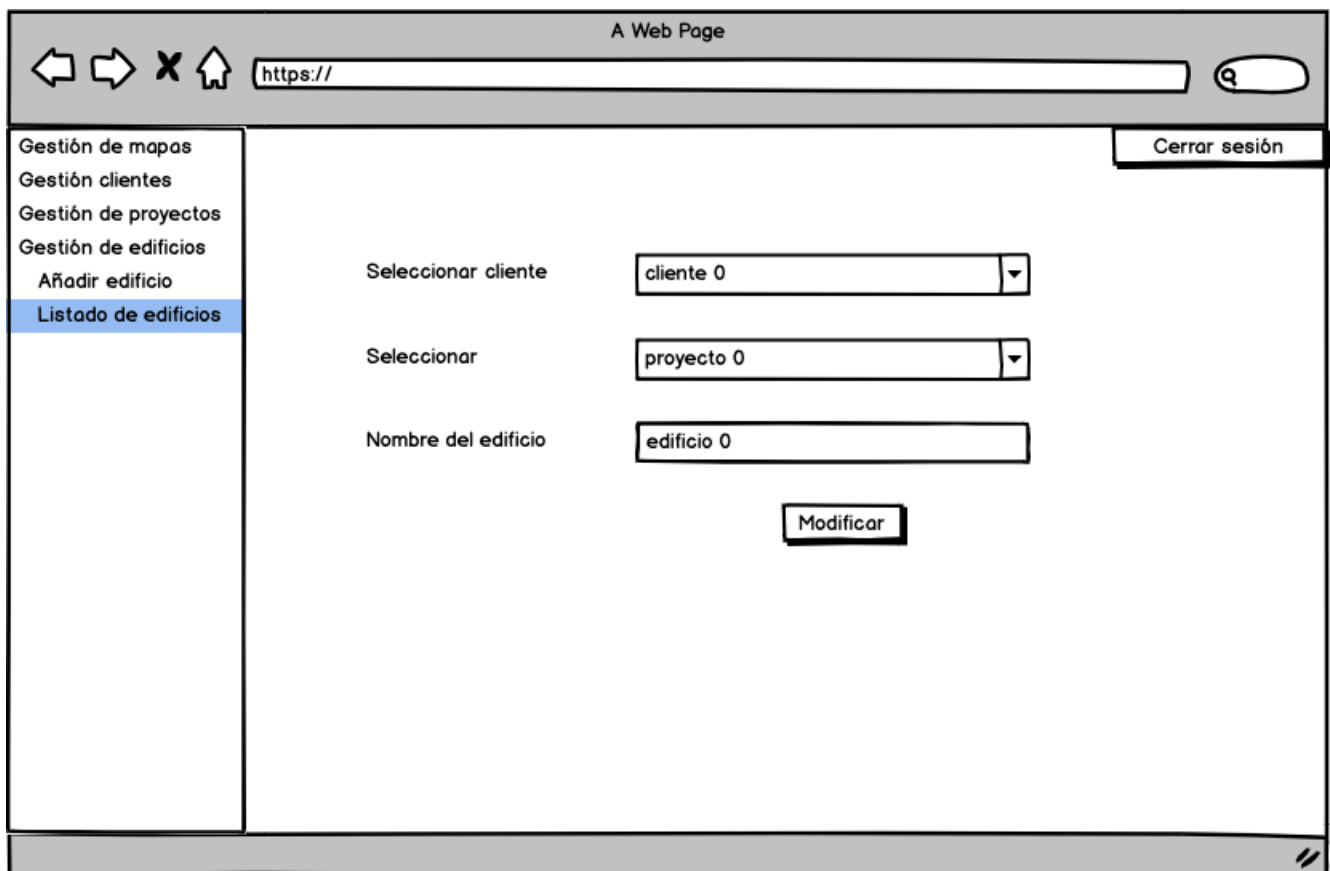 A Web Page
https://
Gestión de mapas
Gestión clientes
Gestión de proyectos
Gestión de edificios
Añadir edificio
Listado de edificios
Cerrar sesión
Seleccionar cliente
cliente 0
Seleccionar
proyecto 0
Nombre del edificio
edificio 0
Modificar